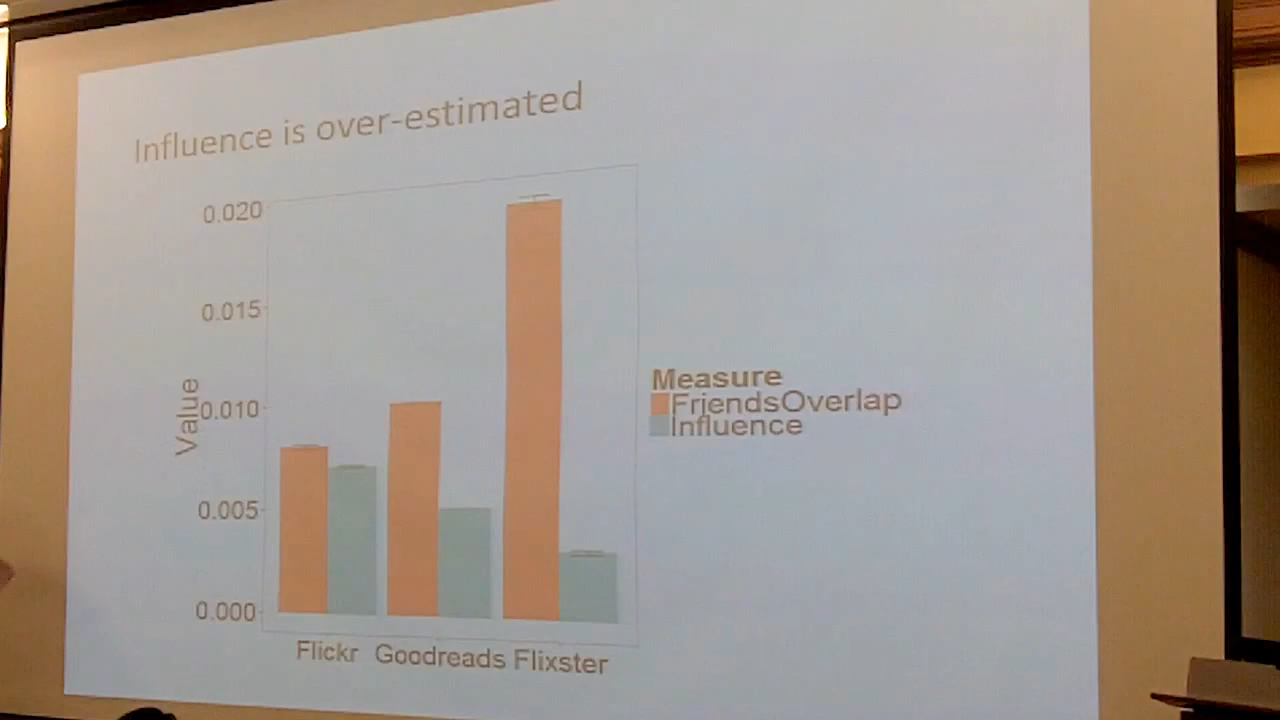 Influence is over-estimated
0.020
0.015
0.010
0.005
0.000
Value
Flickr Goodreads Flixster
Measure
FriendsOverlap
Influence